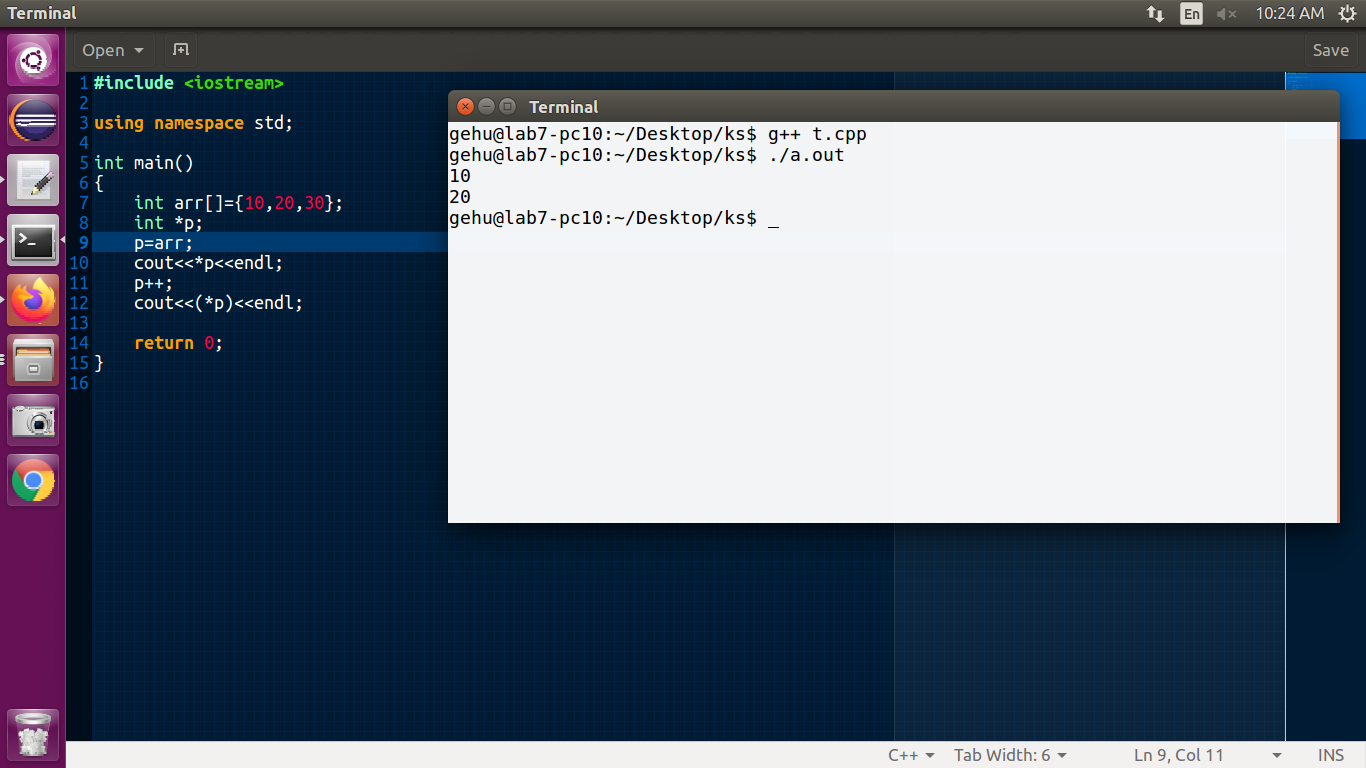 Terminal
En
10:24 AM
Open
Save
1 #include <iostream>
2
3 using namespace std;
4
5 int main()
6 {
7     int arr[]={10,20,30};
8     int *p;
9     p=arr;
10     cout<<*p<<endl;
11     p++;
12     cout<<(*p)<<endl;
13
14     return 0;
15 }
16
Terminal
gehu@lab7-pc10:~/Desktop/ks$ g++ t.cpp
gehu@lab7-pc10:~/Desktop/ks$ ./a.out
10
20
gehu@lab7-pc10:~/Desktop/ks$ _
C++
Tab Width: 6
Ln 9, Col 11
INS